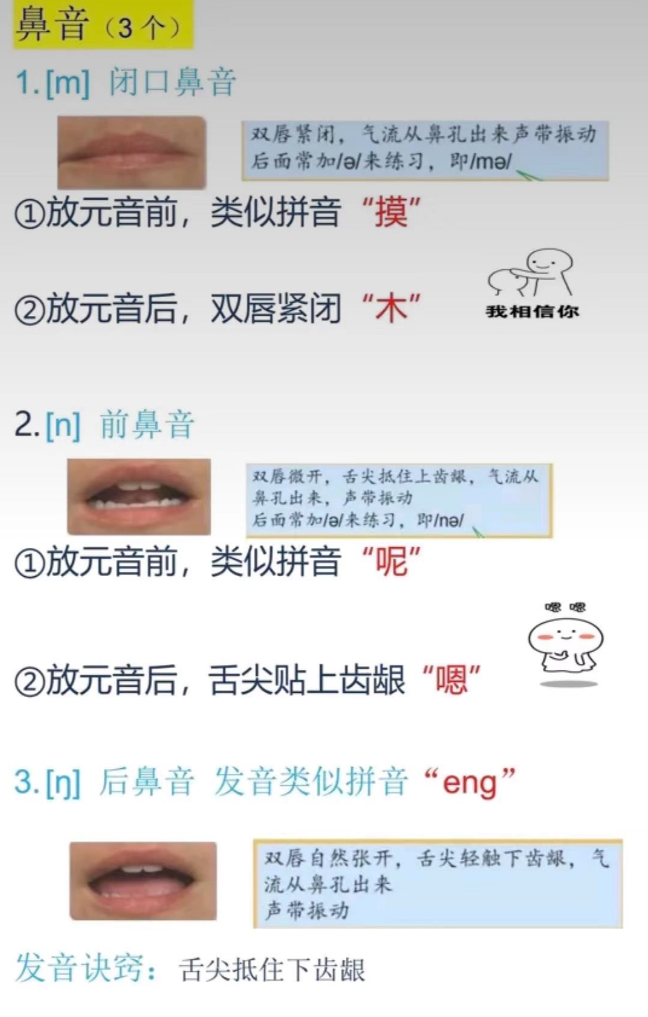 鼻音（3 个）
1.[m] 闭口鼻音
双唇紧闭，气流从鼻孔出来声带振动
后面常加/ə/来练习，即/mə/
①放元音前，类似拼音“摸”
②放元音后，双唇紧闭“木”
我相信你
2.[n] 前鼻音
双唇微开，舌尖抵住上齿龈，气流从
鼻孔出来，声带振动
后面常加/ə/来练习，即/nə/
①放元音前，类似拼音“呢”
嗯 嗯
②放元音后，舌尖贴上齿龈“嗯”
3.[ŋ] 后鼻音 发音类似拼音“eng”
双唇自然张开，舌尖轻触下齿龈，气
流从鼻孔出来
声带振动
发音诀窍：舌尖抵住下齿龈